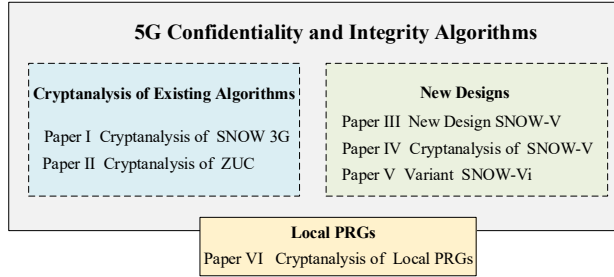 5G Confidentiality and Integrity Algorithms
Cryptanalysis of Existing Algorithms
Paper I Cryptanalysis of SNOW 3G
Paper II Cryptanalysis of ZUC
New Designs
Paper III New Design SNOW-V
Paper IV Cryptanalysis of SNOW-V
Paper V Variant SNOW-Vi
Local PRGs
Paper VI Cryptanalysis of Local PRGs